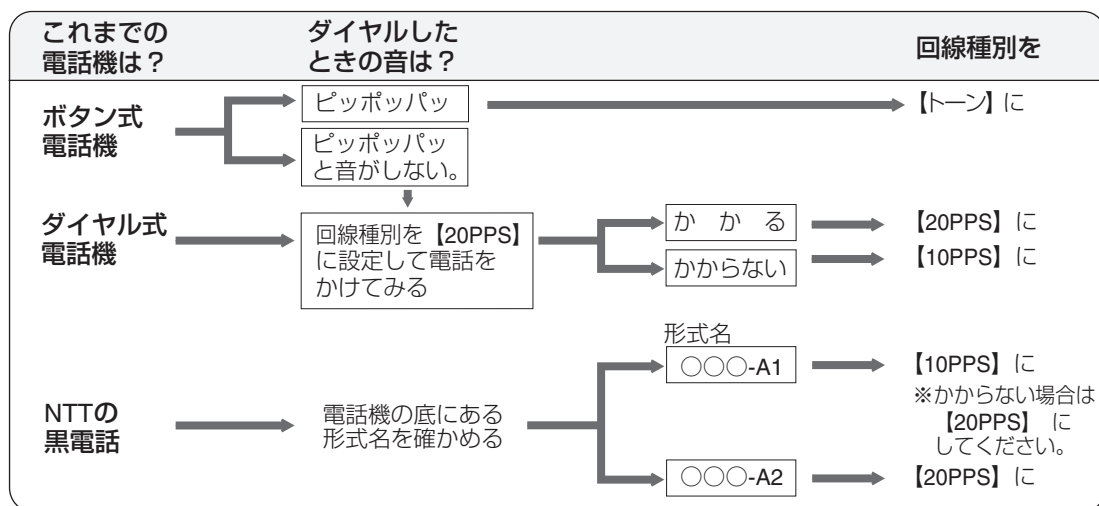 これまでの
電話機は？
ダイヤルした
ときの音は？
回線種別を
ボタン式
電話機
ピッポッパッ
【トーン】に
ピッポッパッ
と音がしない。
ダイヤル式
電話機
回線種別を【20PPS】
に設定して電話を
かけてみる
かかる
【20PPS】に
かからない
【10PPS】に
NTTの
黒電話
電話機の底にある
形式名を確かめる
形式名
○○○-A1
【10PPS】に
※かからない場合は
【20PPS】に
してください。
○○○-A2
【20PPS】に